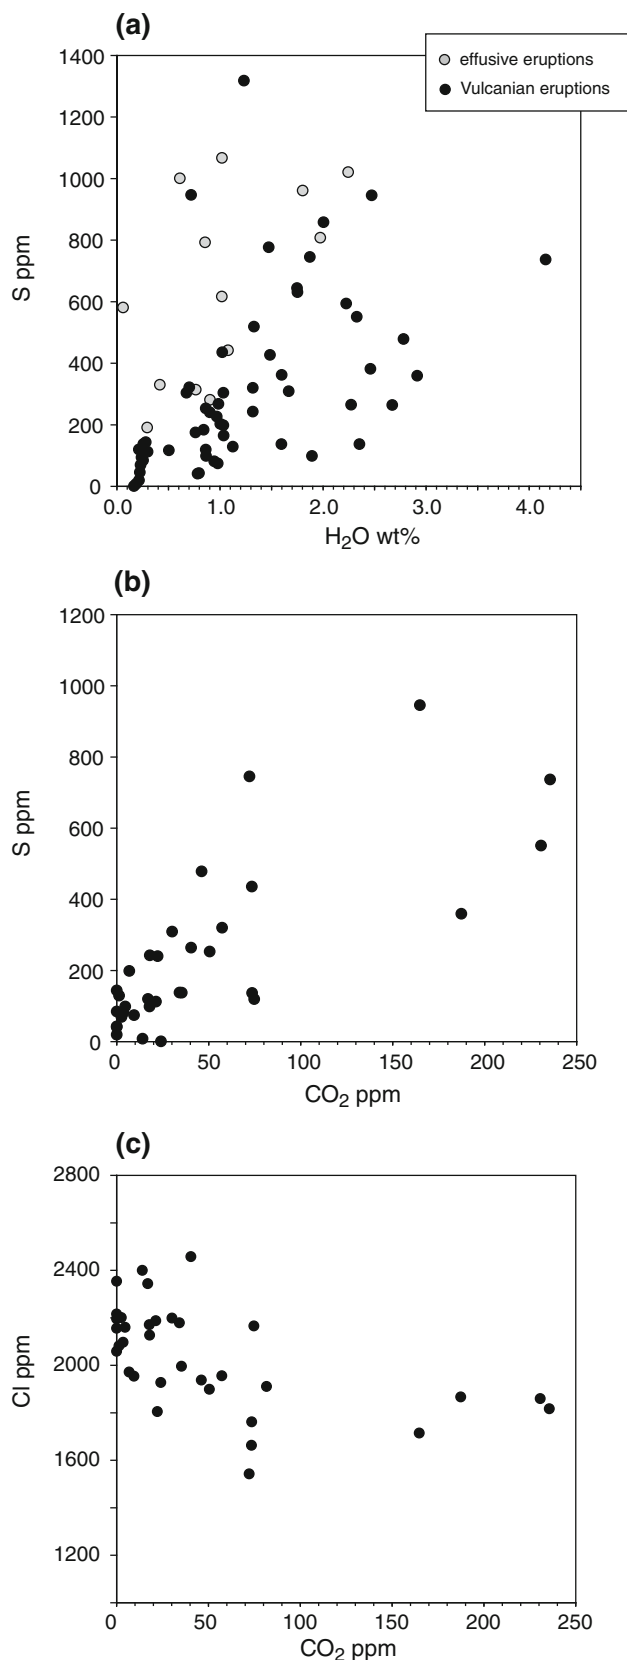 (a)
effusive eruptions
Vulcanian eruptions
1400
1200
1000
800
600
400
200
0
S ppm
0.0 1.0 2.0 3.0 4.0
H₂O wt%
(b)
1200
1000
800
600
400
200
0
S ppm
0 50 100 150 200 250
CO₂ ppm
(c)
2800
2400
2000
1600
1200
Cl ppm
0 50 100 150 200 250
CO₂ ppm